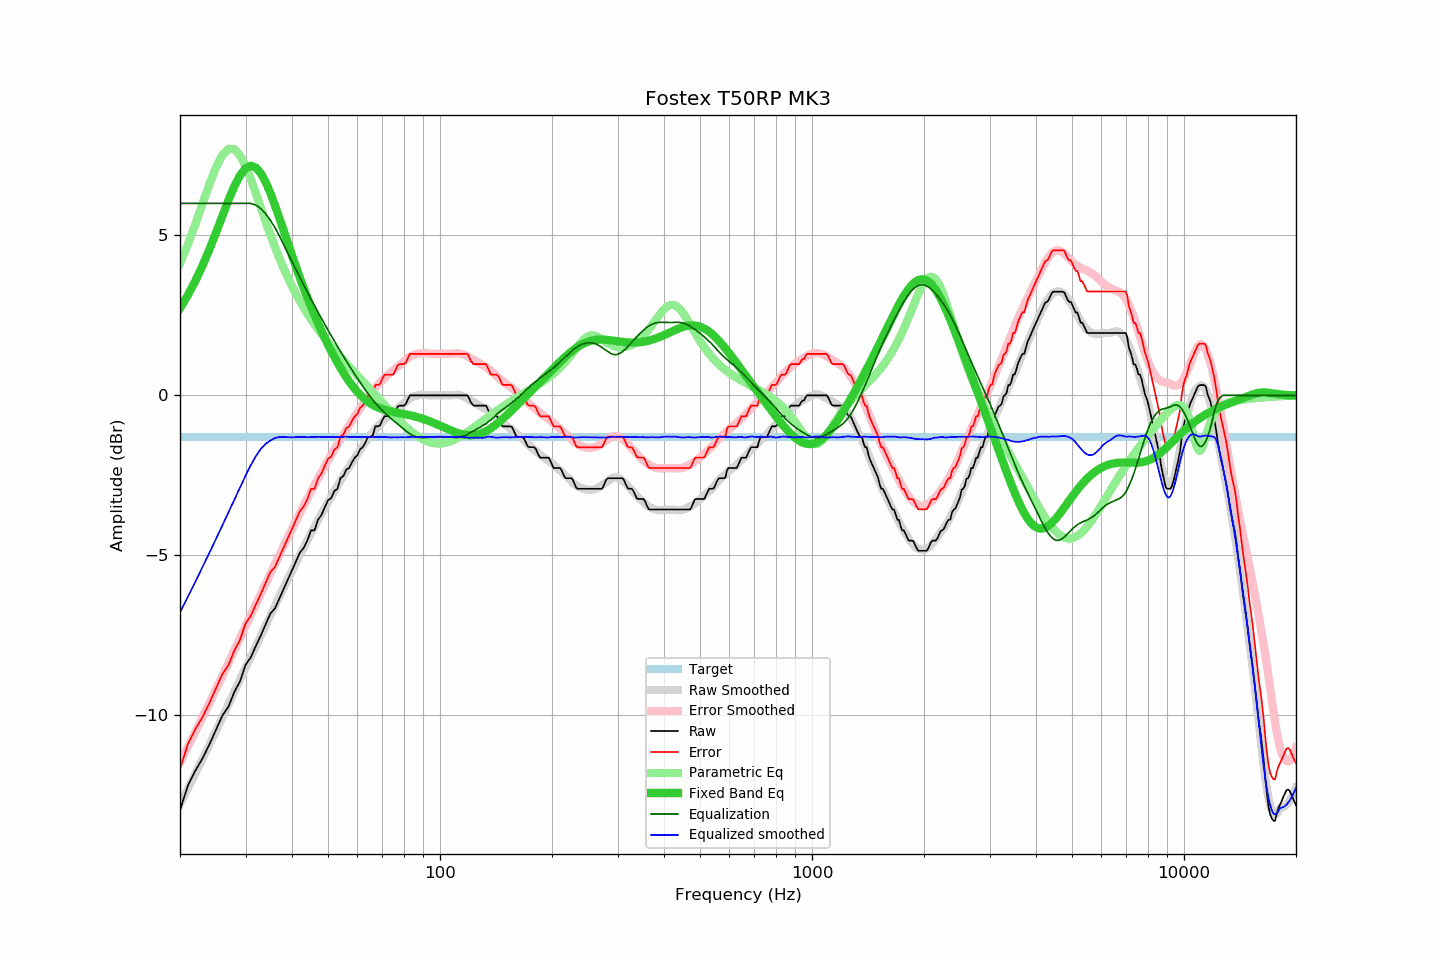 Fostex T50RP MK3
Amplitude (dBr)
5
0
−5
−10
Target
Raw Smoothed
Error Smoothed
Raw
Error
Parametric Eq
Fixed Band Eq
Equalization
Equalized smoothed
100
1000
10000
Frequency (Hz)